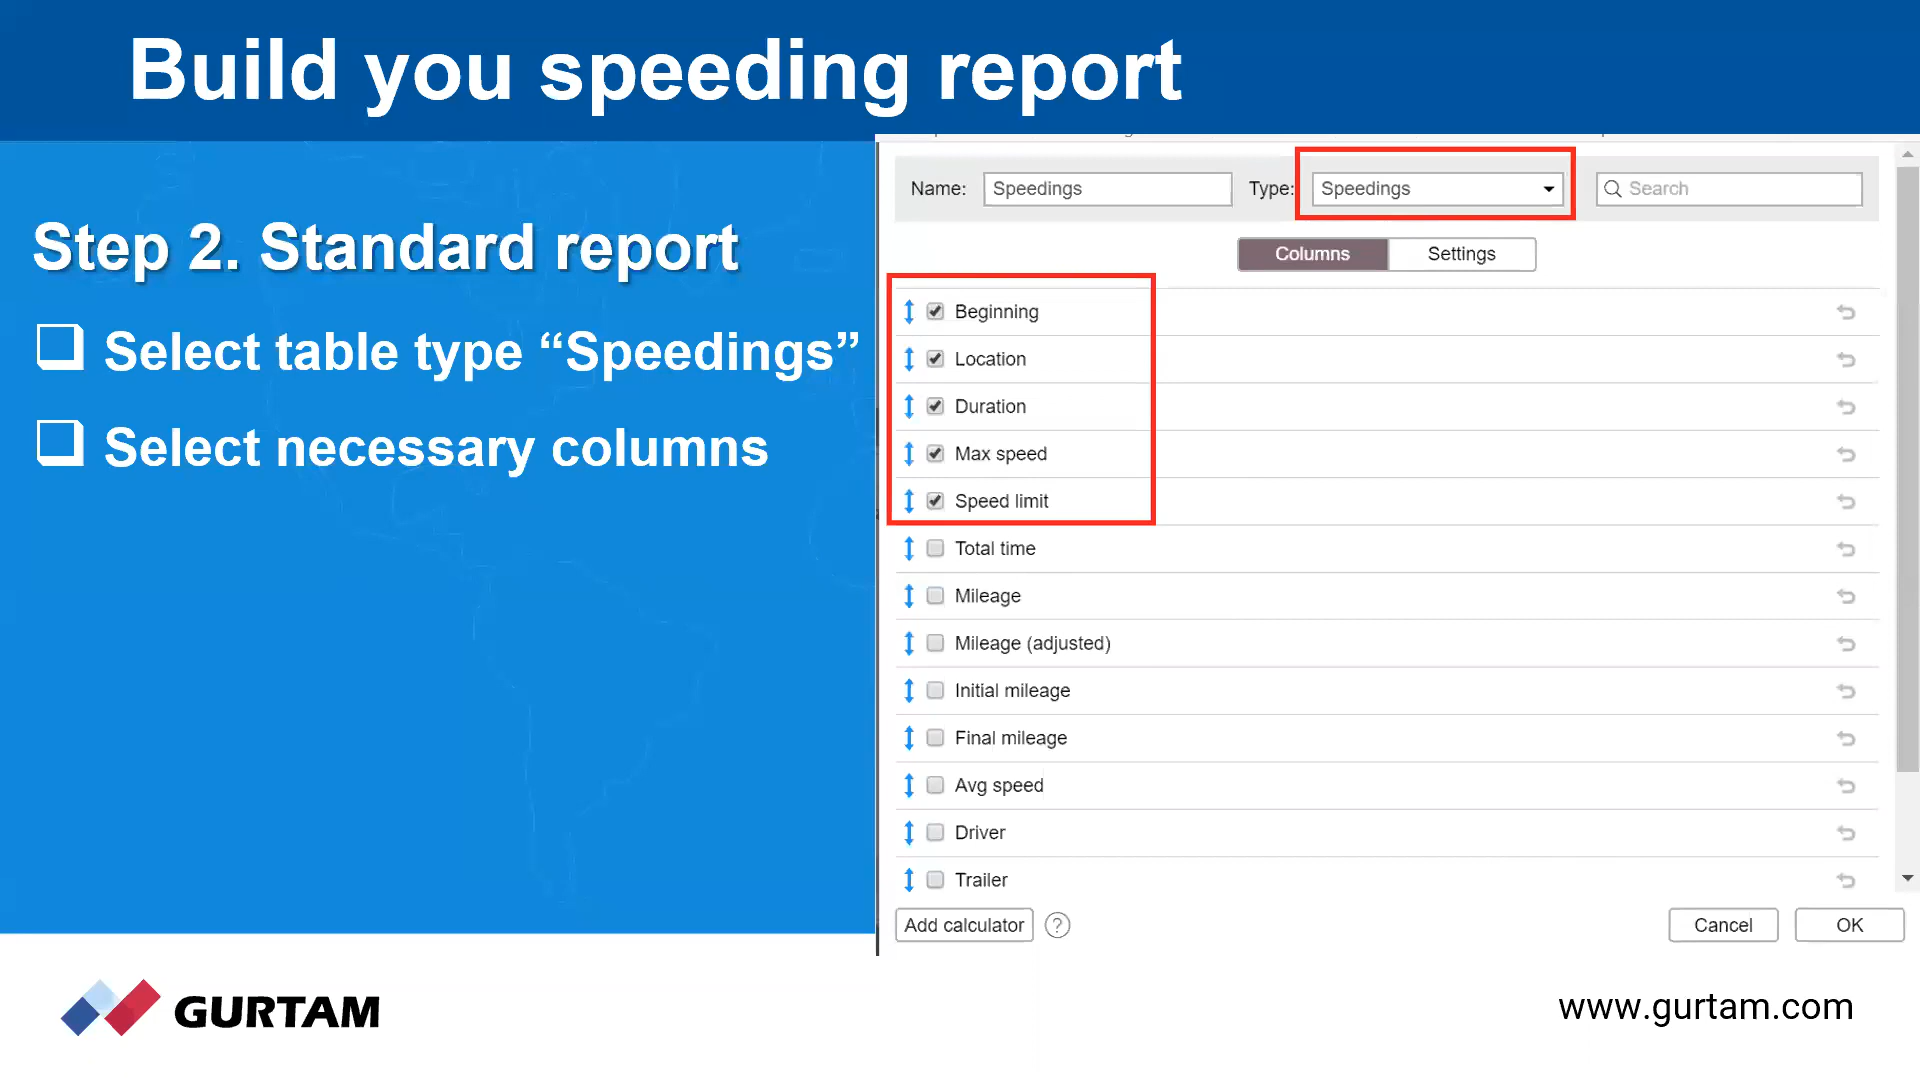 Build you speeding report
Step 2. Standard report
Select table type “Speedings”
Select necessary columns
Name: Speedings Type: Speedings Search
Columns Settings
Beginning
Location
Duration
Max speed
Speed limit
Total time
Mileage
Mileage (adjusted)
Initial mileage
Final mileage
Avg speed
Driver
Trailer
Add calculator ? Cancel OK
GURTAM
www.gurtam.com